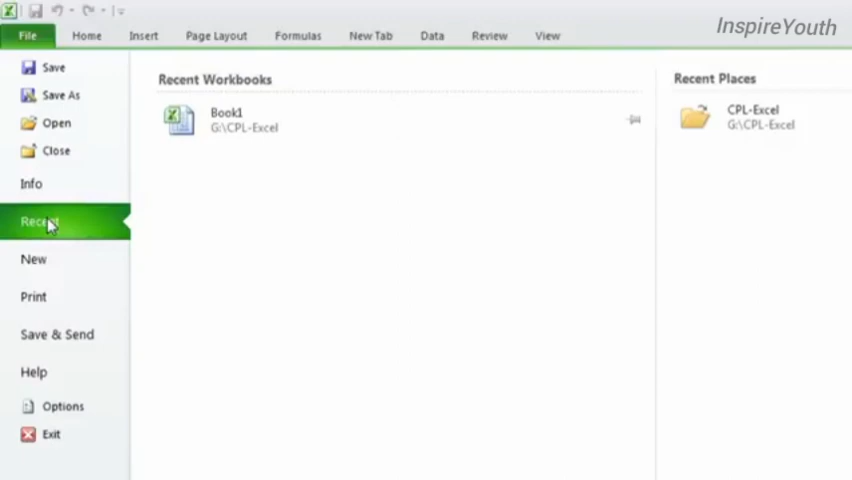 InspireYouth
File Home Insert Page Layout Formulas New Tab Data Review View
Save
Save As
Open
Close
Info
Recent
New
Print
Save & Send
Help
Options
Exit
Recent Workbooks
Book1
G:\CPL-Excel
Recent Places
CPL-Excel
G:\CPL-Excel